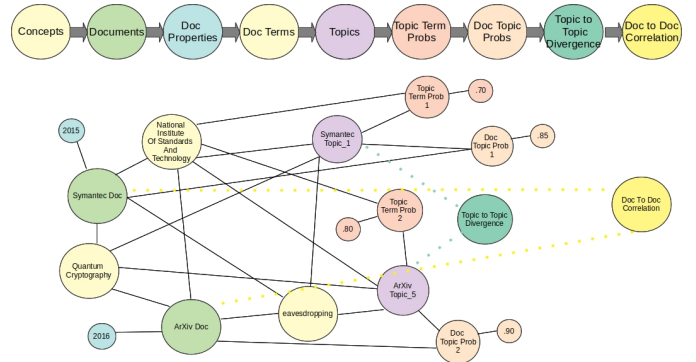 Concepts
Documents
Doc
Properties
Doc Terms
Topics
Topic Term
Probs
Doc Topic
Probs
Topic to
Topic
Divergence
Doc to Doc
Correlation
Topic
Term Prob
1
.70
2015
National
Institute
Of Standards
And
Technology
Symantec
Topic_1
.85
Doc
Topic Prob
1
Symantec Doc
Topic
Term Prob
2
.80
Topic to Topic
Divergence
Doc To Doc
Correlation
Quantum
Cryptography
ArXiv
Topic_5
eavesdropping
ArXiv Doc
2016
Doc
Topic Prob
2
.90